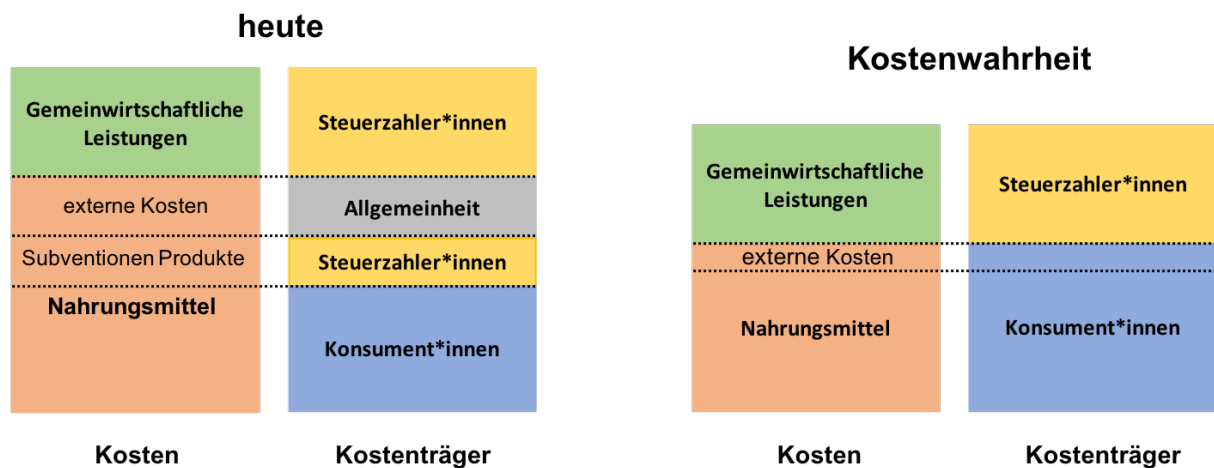 heute
Gemeinwirtschaftliche
Leistungen
Steuerzahler*innen
externe Kosten
Allgemeinheit
Subventionen Produkte
Steuerzahler*innen
Nahrungsmittel
Konsument*innen
Kosten
Kostenträger
Kostenwahrheit
Gemeinwirtschaftliche
Leistungen
Steuerzahler*innen
externe Kosten
Nahrungsmittel
Konsument*innen
Kosten
Kostenträger